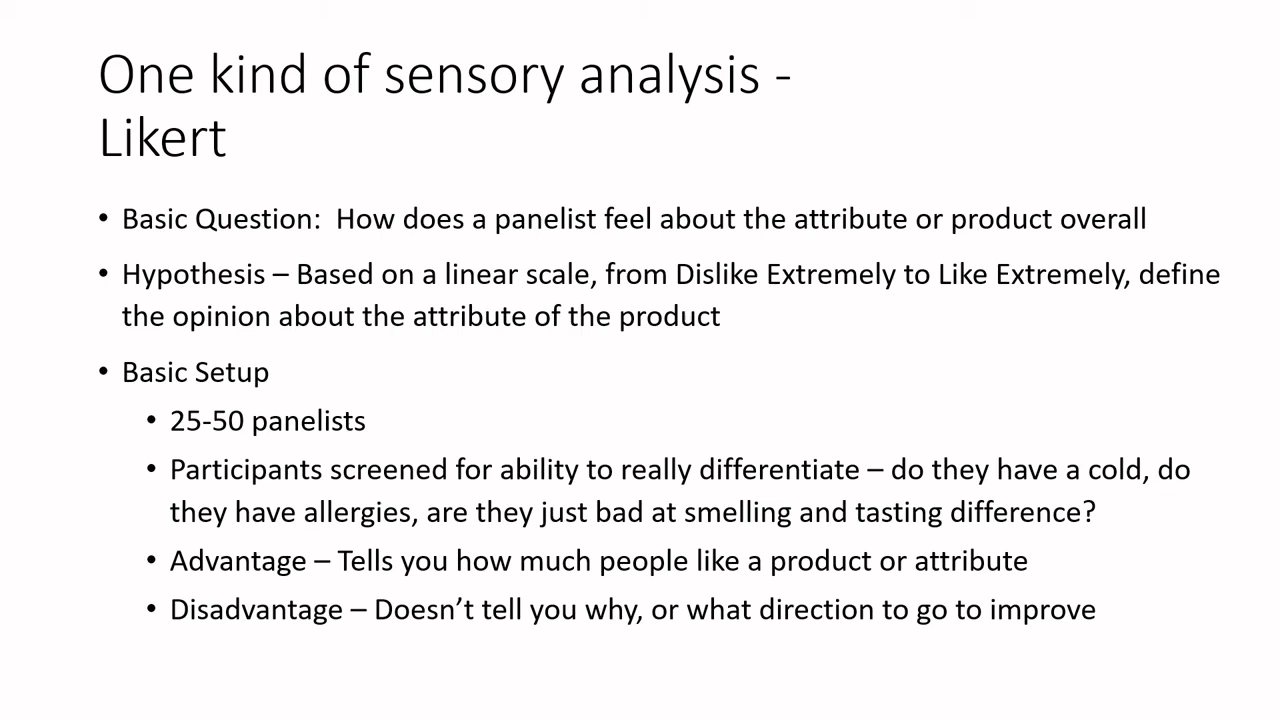 One kind of sensory analysis -
Likert
• Basic Question:  How does a panelist feel about the attribute or product overall
• Hypothesis – Based on a linear scale, from Dislike Extremely to Like Extremely, define
the opinion about the attribute of the product
• Basic Setup
• 25-50 panelists
• Participants screened for ability to really differentiate – do they have a cold, do
they have allergies, are they just bad at smelling and tasting difference?
• Advantage – Tells you how much people like a product or attribute
• Disadvantage – Doesn’t tell you why, or what direction to go to improve